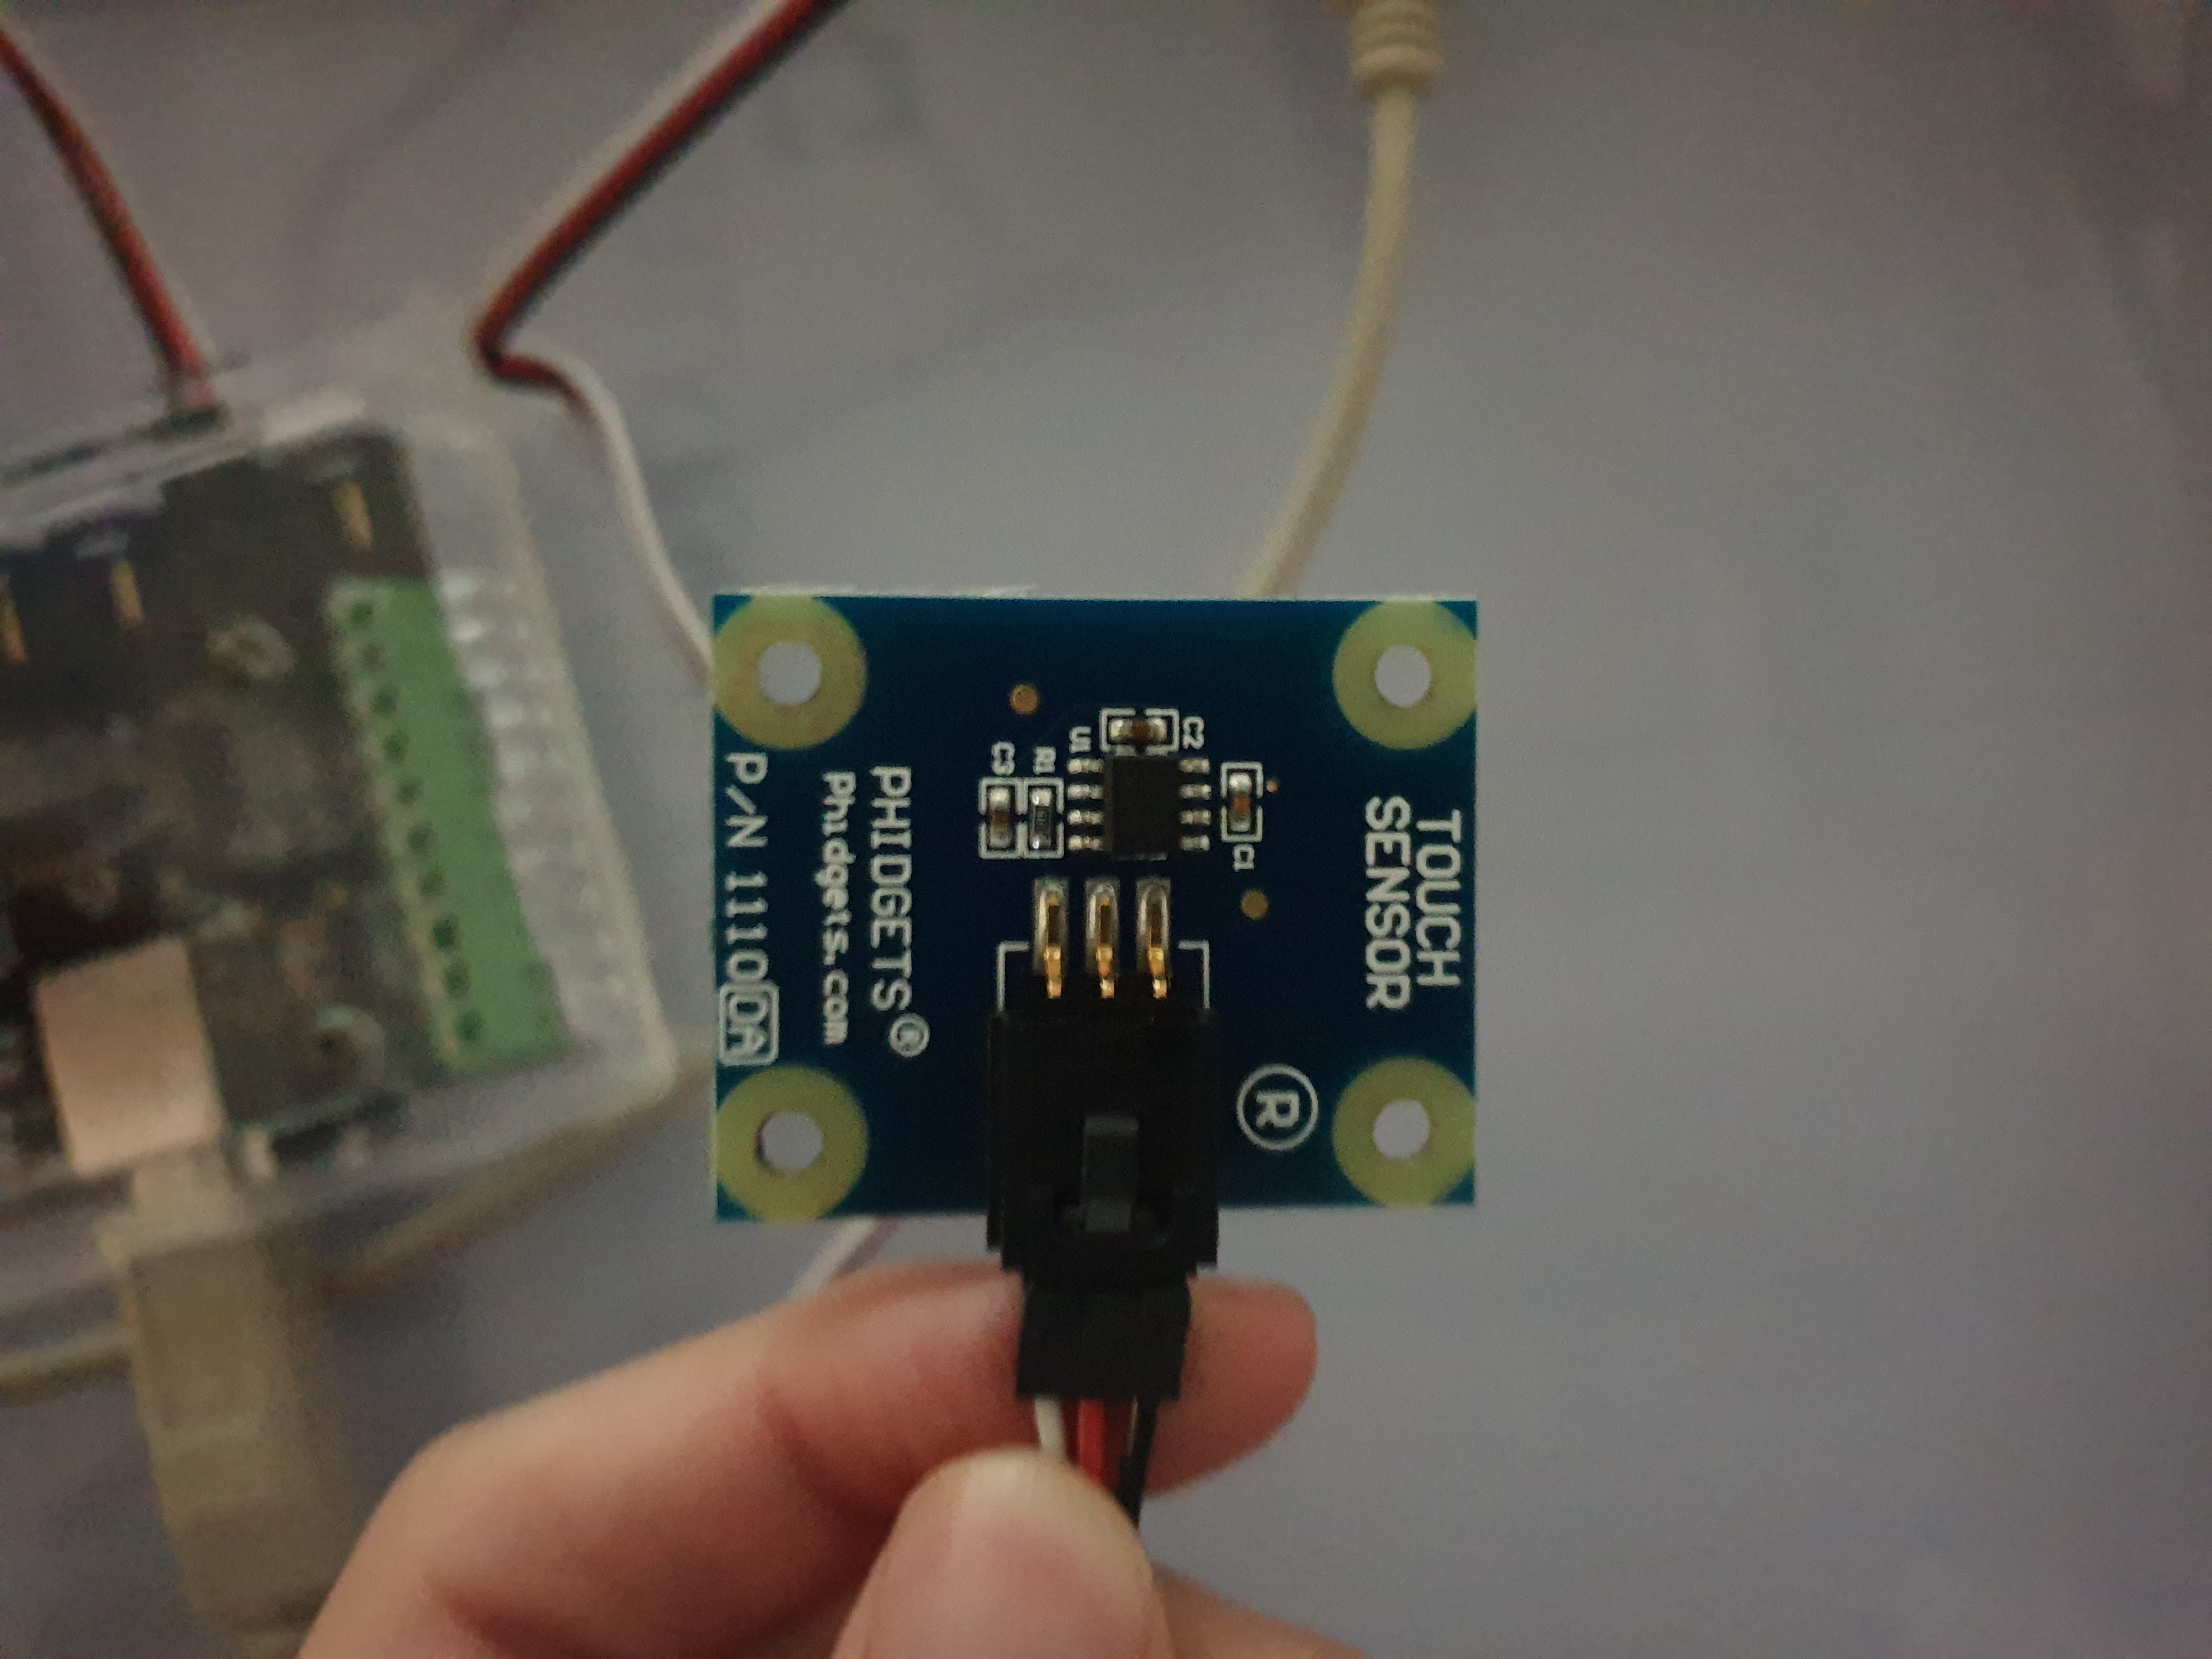 TOUCH
SENSOR
®
C1
C2
U1
R1
C3
PHIDGETS®
Phidgets.com
P/N 1110 0A